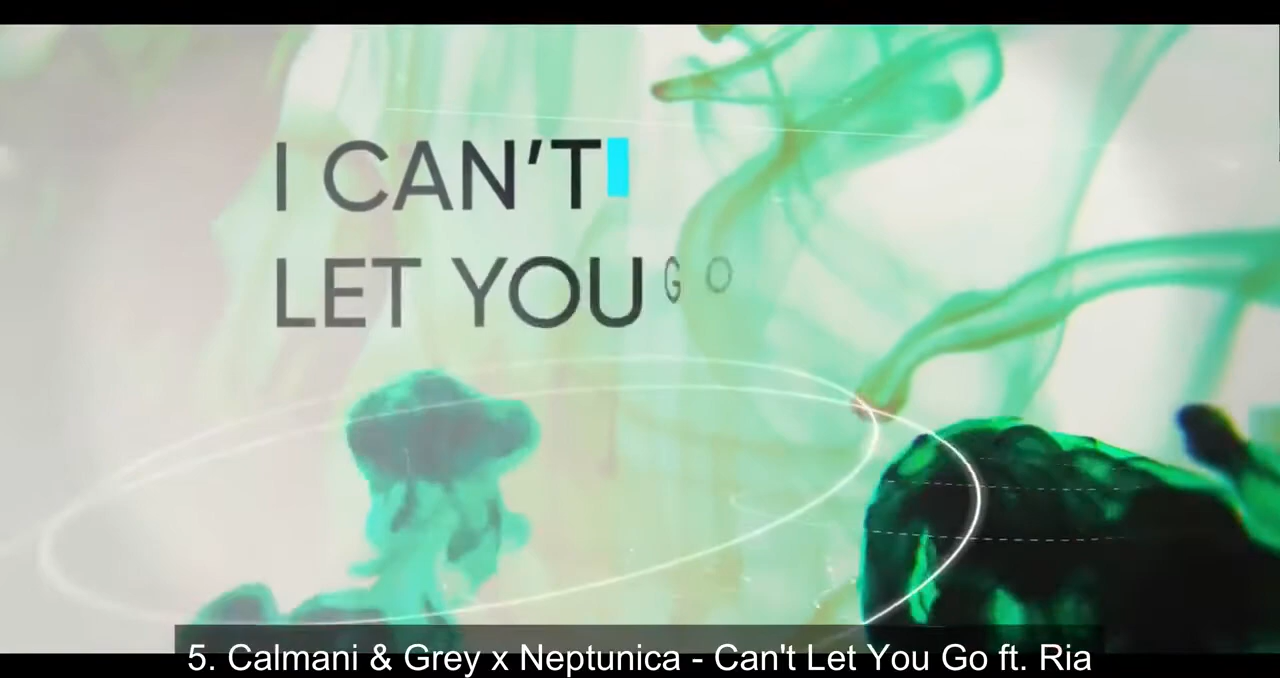 I CAN'T
LET YOU GO
5. Calmani & Grey x Neptunica - Can't Let You Go ft. Ria